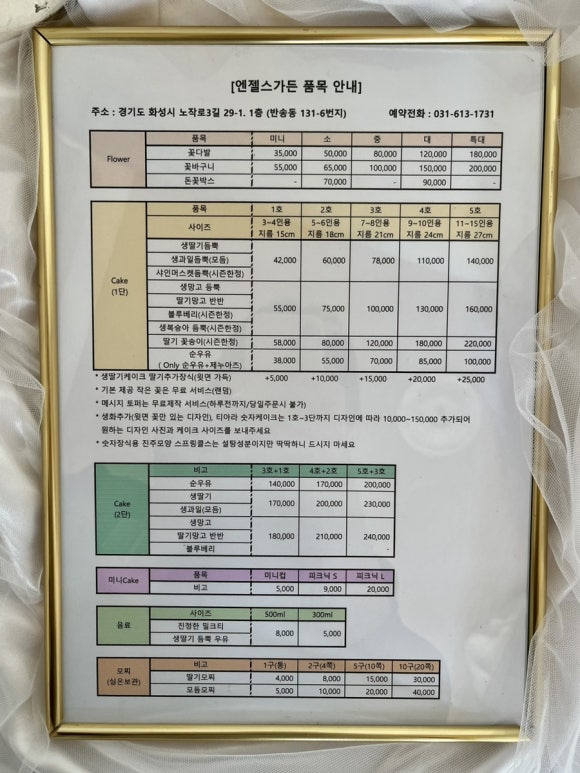 [엔젤스가든 품목 안내]
주소 : 경기도 화성시 노작로3길 29-1. 1층 (반송동 131-6번지) 예약전화 : 031-613-1731
Flower
품목 미니 소 중 대 특대
꽃다발 35,000 50,000 80,000 120,000 180,000
꽃바구니 55,000 65,000 100,000 150,000 200,000
돈꽃박스 - 70,000 - 90,000 -
Cake
(1단)
품목 1호 2호 3호 4호 5호
사이즈 3~4인용 5~6인용 7~8인용 9~10인용 11~15인용
지름 15cm 지름 18cm 지름 21cm 지름 24cm 지름 27cm
생딸기듬뿍
생과일듬뿍(모둠) 42,000 60,000 78,000 110,000 140,000
샤인머스켓듬뿍(시즌한정)
생망고 듬뿍
딸기망고 반반
55,000 75,000 100,000 130,000 160,000
블루베리(시즌한정)
생복숭아 듬뿍(시즌한정)
딸기 꽃송이(시즌한정) 58,000 80,000 120,000 180,000 220,000
순우유
( Only 순우유+제누아즈) 38,000 55,000 70,000 85,000 100,000
* 생딸기케이크 딸기추가장식(윗면 가득) +5,000 +10,000 +15,000 +20,000 +25,000
* 기본 제공 작은 꽃은 무료 서비스(랜덤)
* 메시지 토퍼는 무료제작 서비스(하루전까지/당일주문시 불가)
* 생화추가(윗면 꽃만 있는 디자인), 티아라 숫자케이크는 1호~3단까지 디자인에 따라 10,000~150,000 추가되어
원하는 디자인 사진과 케이크 사이즈를 보내주세요
* 숫자장식용 진주모양 스프링클스는 설탕성분이지만 딱딱하니 드시지 마세요
Cake
(2단)
비고 3호+1호 4호+2호 5호+3호
순우유 140,000 170,000 200,000
생딸기
170,000 200,000 230,000
생과일(모듬)
생망고
딸기망고 반반 180,000 210,000 240,000
블루베리 -
미니Cake
품목 미니컵 피크닉 S 피크닉 L
비고 5,000 9,000 20,000
음료
사이즈 500ml 300ml
진정한 밀크티
8,000 5,000
생딸기 듬뿍 우유
모찌
(실온보관)
비고 1구(통) 2구(4쪽) 5구(10쪽) 10구(20쪽)
딸기모찌 4,000 8,000 15,000 30,000
모듬모찌 5,000 10,000 20,000 40,000